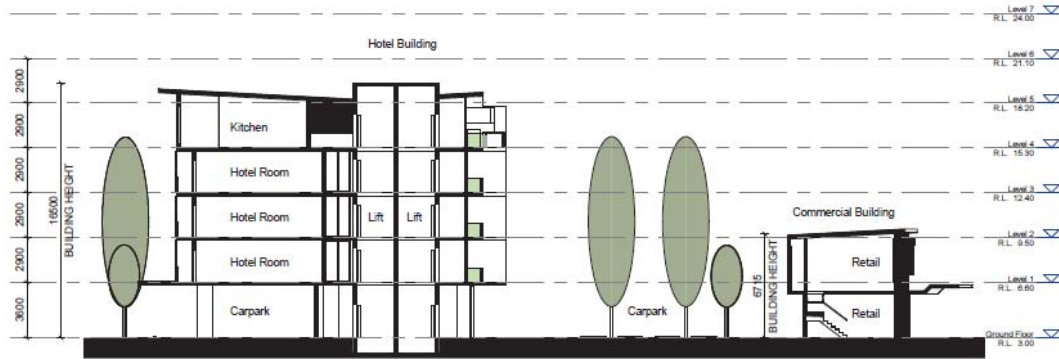 Level 7
R.L. 24.00
Hotel Building
Level 6
R.L. 21.10
2900
Level 5
R.L. 18.20
2900
Kitchen
Level 4
R.L. 15.30
2900
Hotel Room
Level 3
R.L. 12.40
2900
Hotel Room
Lift
Lift
16500
BUILDING HEIGHT
Commercial Building
Level 2
R.L. 9.50
2900
Hotel Room
Retail
6715
BUILDING HEIGHT
Level 1
R.L. 6.60
3600
Carpark
Carpark
Retail
Ground Floor
R.L. 3.00